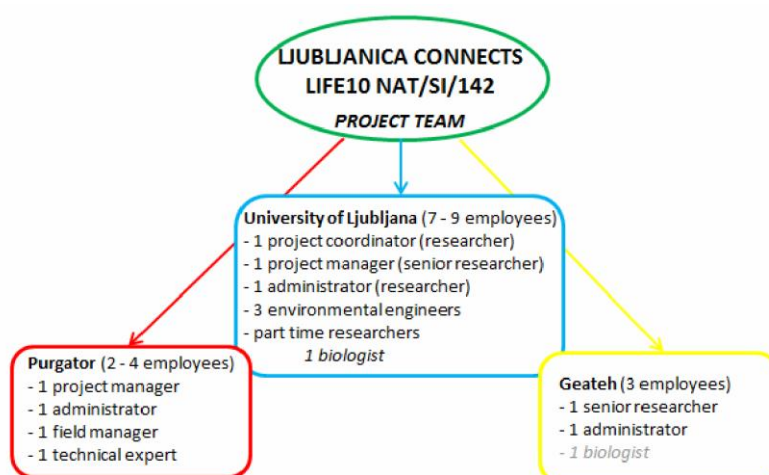 LJUBLJANICA CONNECTS
LIFE10 NAT/SI/142
PROJECT TEAM
University of Ljubljana (7 - 9 employees)
- 1 project coordinator (researcher)
- 1 project manager (senior researcher)
- 1 administrator (researcher)
- 3 environmental engineers
- part time researchers
1 biologist
Purgator (2 - 4 employees)
- 1 project manager
- 1 administrator
- 1 field manager
- 1 technical expert
Geateh (3 employees)
- 1 senior researcher
- 1 administrator
- 1 biologist